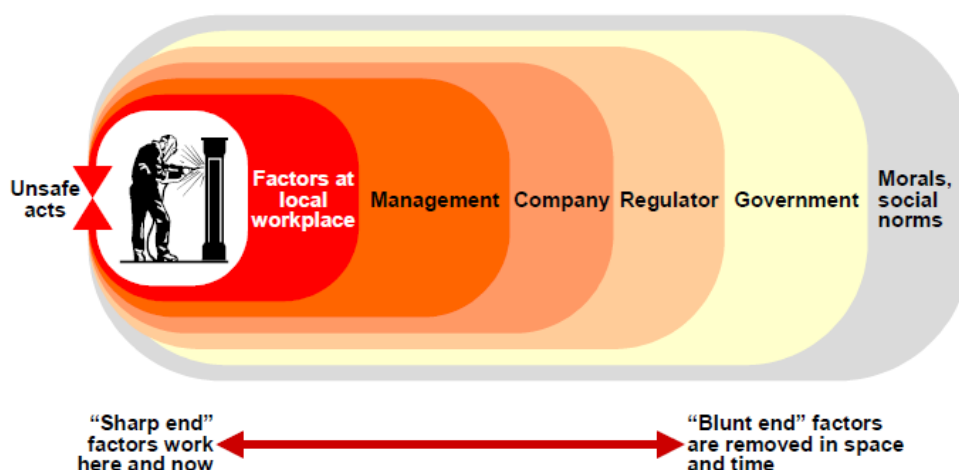 Unsafe
acts
Factors at
local
workplace
Management
Company
Regulator
Government
Morals,
social
norms
“Sharp end”
factors work
here and now
“Blunt end” factors
are removed in space
and time